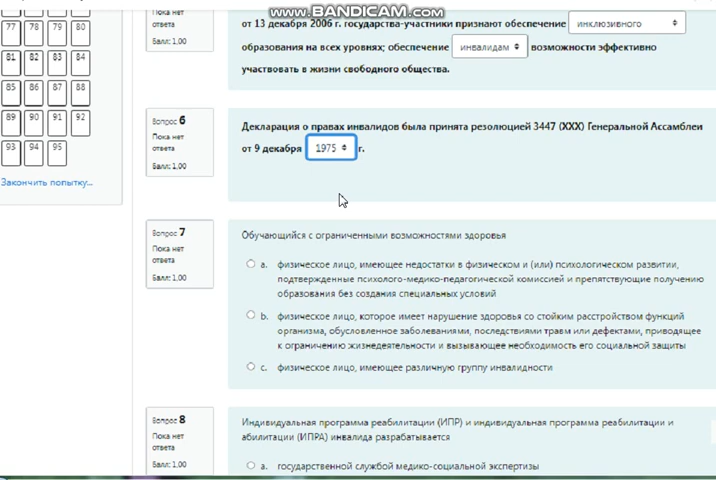 www.BANDICAM.com
77 78 79 80
81 82 83 84
85 86 87 88
89 90 91 92
93 94 95
Закончить попытку...
Пока нет
ответа
Балл: 1,00
от 13 декабря 2006 г. государства-участники признают обеспечение инклюзивного
образования на всех уровнях; обеспечение инвалидам возможности эффективно
участвовать в жизни свободного общества.
Вопрос 6
Пока нет
ответа
Балл: 1,00
Декларация о правах инвалидов была принята резолюцией 3447 (XXX) Генеральной Ассамблеи
от 9 декабря 1975 г.
Вопрос 7
Пока нет
ответа
Балл: 1,00
Обучающийся с ограниченными возможностями здоровья
a. физическое лицо, имеющее недостатки в физическом и (или) психологическом развитии,
подтвержденные психолого-медико-педагогической комиссией и препятствующие получению
образования без создания специальных условий
b. физическое лицо, которое имеет нарушение здоровья со стойким расстройством функций
организма, обусловленное заболеваниями, последствиями травм или дефектами, приводящее
к ограничению жизнедеятельности и вызывающее необходимость его социальной защиты
c. физическое лицо, имеющее различную группу инвалидности
Вопрос 8
Пока нет
ответа
Балл: 1,00
Индивидуальная программа реабилитации (ИПР) и индивидуальная программа реабилитации и
абилитации (ИПРА) инвалида разрабатывается
a. государственной службой медико-социальной экспертизы